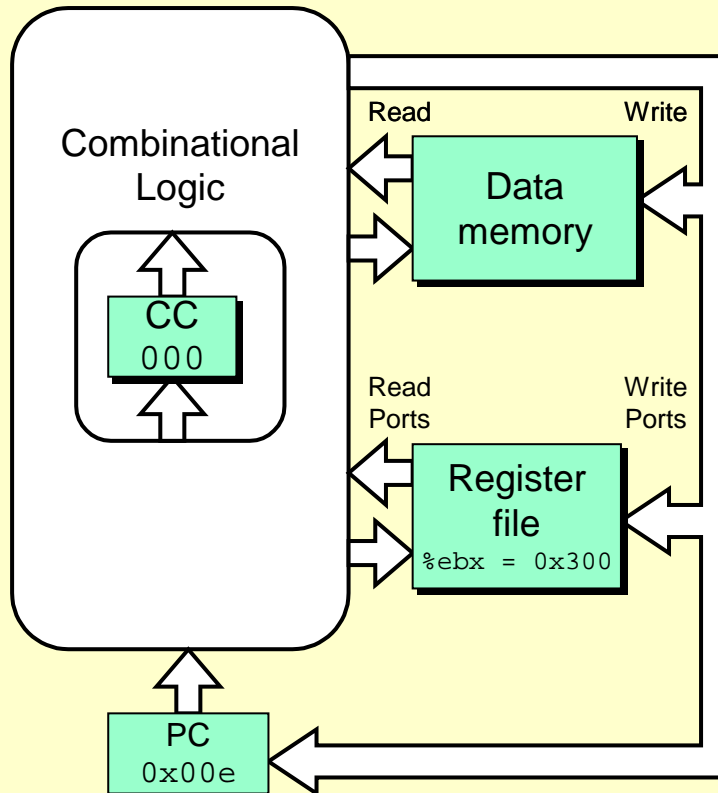 Combinational
Logic
CC
000
Read
Write
Data
memory
Read
Ports
Write
Ports
Register
file
%ebx = 0x300
PC
0x00e